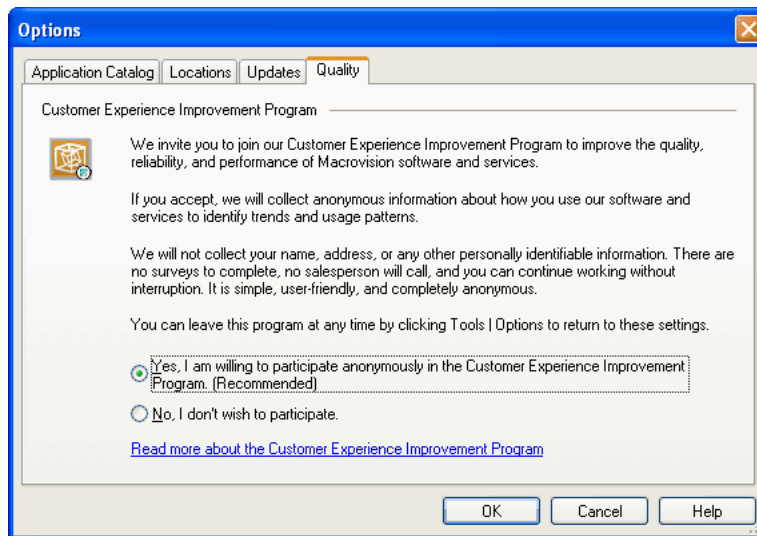 Options
Application Catalog Locations Updates Quality
Customer Experience Improvement Program
We invite you to join our Customer Experience Improvement Program to improve the quality,
reliability, and performance of Macrovision software and services.
If you accept, we will collect anonymous information about how you use our software and
services to identify trends and usage patterns.
We will not collect your name, address, or any other personally identifiable information. There are
no surveys to complete, no salesperson will call, and you can continue working without
interruption. It is simple, user-friendly, and completely anonymous.
You can leave this program at any time by clicking Tools | Options to return to these settings.
Yes, I am willing to participate anonymously in the Customer Experience Improvement
Program. (Recommended)
No, I don't wish to participate.
Read more about the Customer Experience Improvement Program
OK Cancel Help